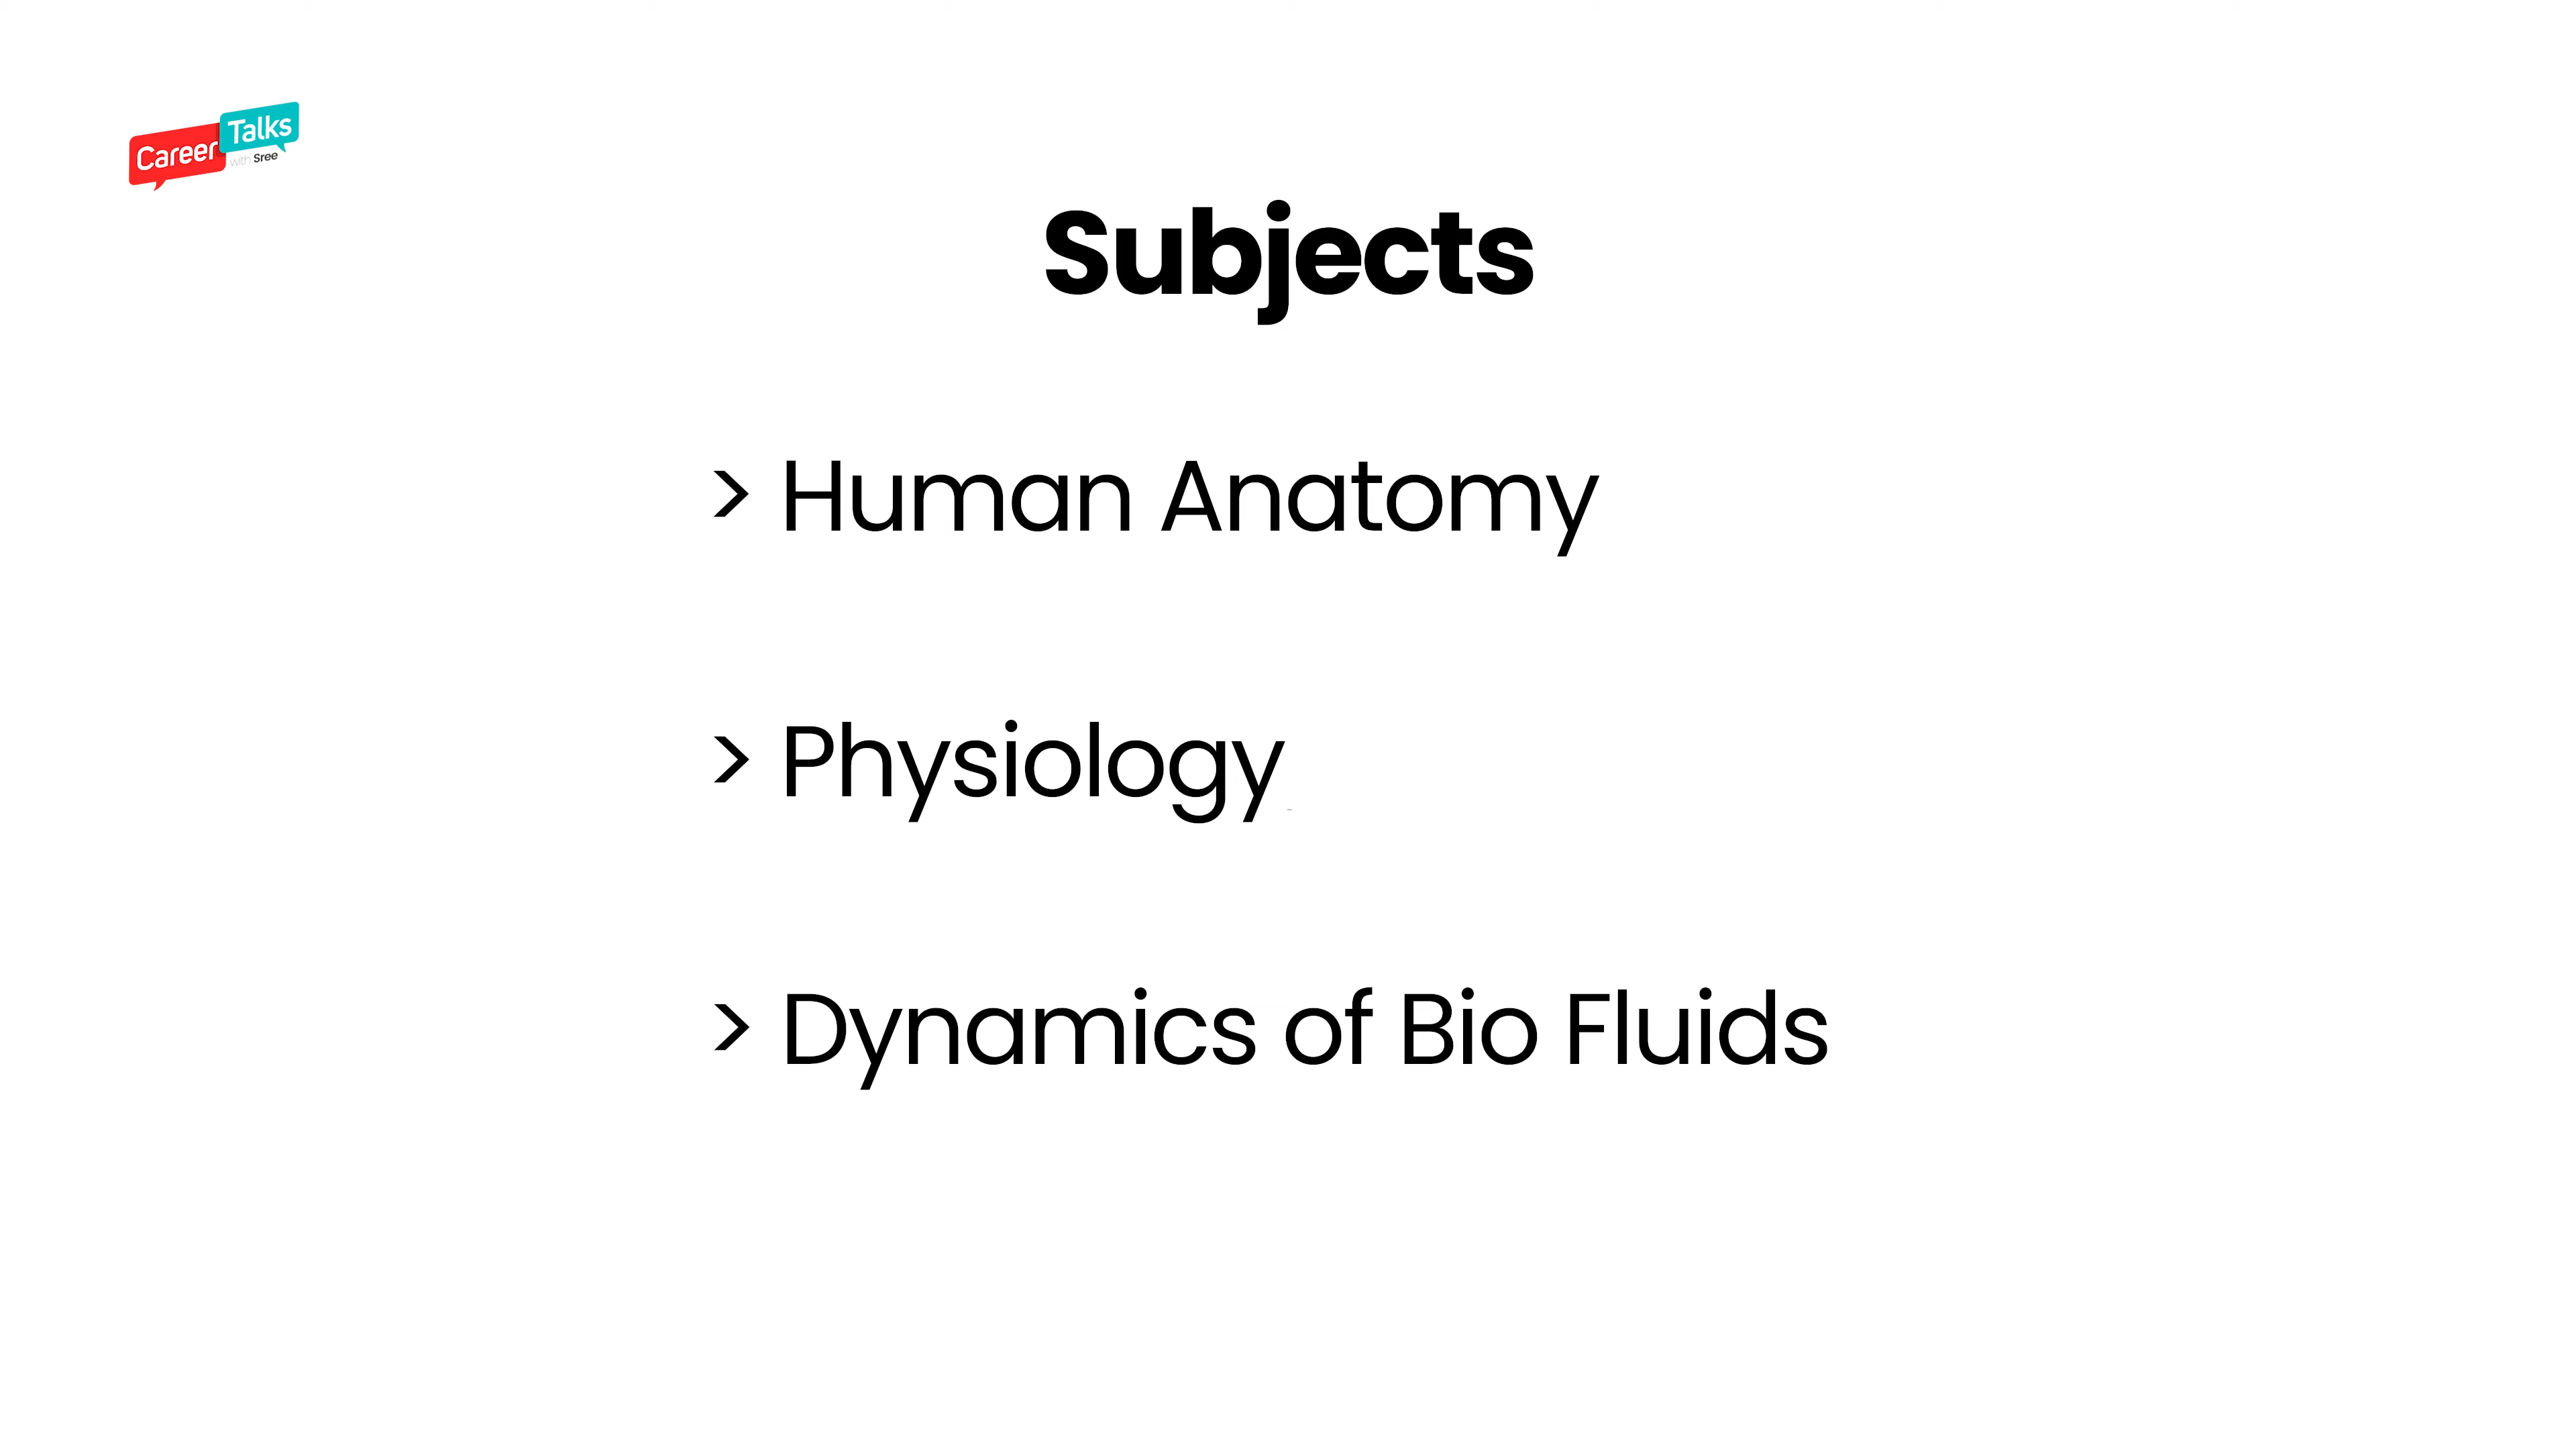 Career Talks
with Sree
Subjects
> Human Anatomy
> Physiology
> Dynamics of Bio Fluids